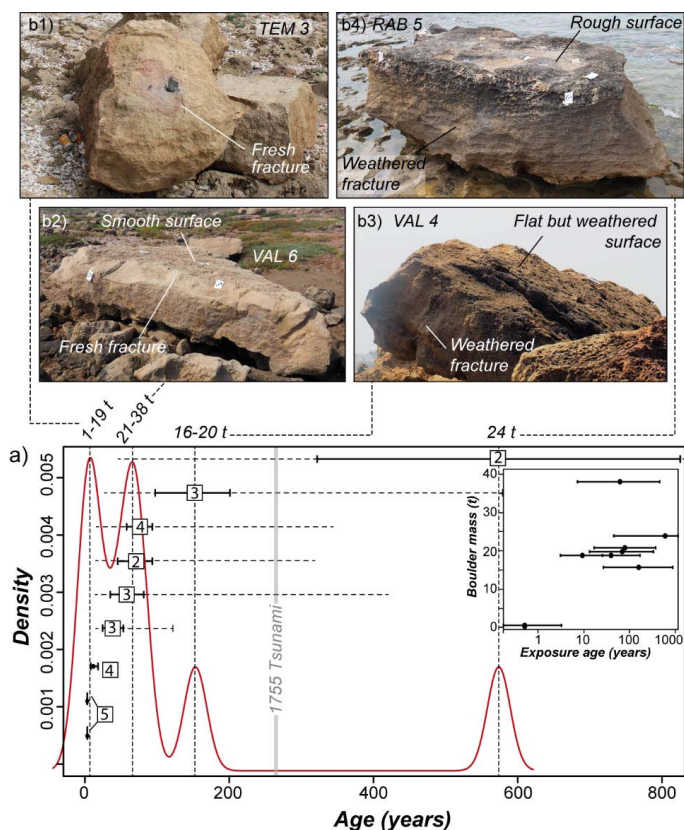 b1)
TEM 3
Fresh
fracture
b4) RAB 5
Rough surface
Weathered
fracture
b2)
Smooth surface
VAL 6
Fresh fracture
b3)
VAL 4
Flat but weathered
surface
Weathered
fracture
1-19 t
21-38 t
16-20 t
24 t
a)
Density
0.005
0.004
0.003
0.002
0.001
2
3
4
2
3
3
4
5
1755 Tsunami
Boulder mass (t)
40
30
20
10
0
1
10
100
1000
Exposure age (years)
0
200
400
600
800
Age (years)